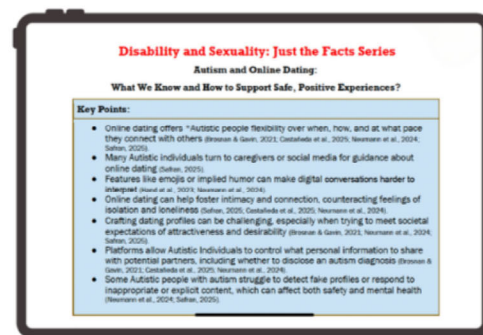 Disability and Sexuality: Just the Facts Series
Autism and Online Dating:
What We Know and How to Support Safe, Positive Experiences?
Key Points:
● Online dating offers "Autistic people flexibility over when, how, and at what pace
they connect with others (Brosnan & Gavin, 2021; Castañeda et al., 2025; Neumann et al., 2024;
Safran, 2025).
● Many Autistic individuals turn to caregivers or social media for guidance about
online dating (Safran, 2025).
● Features like emojis or implied humor can make digital conversations harder to
interpret (Hand et al., 2023; Neumann et al., 2024).
● Online dating can help foster intimacy and connection, counteracting feelings of
isolation and loneliness (Safran, 2025; Castañeda et al., 2025; Neumann et al., 2024).
● Crafting dating profiles can be challenging, especially when trying to meet societal
expectations of attractiveness and desirability (Brosnan & Gavin, 2021; Neumann et al., 2024;
Safran, 2025).
● Platforms allow Autistic Individuals to control what personal information to share
with potential partners, including whether to disclose an autism diagnosis (Brosnan &
Gavin, 2021; Castañeda et al., 2025; Neumann et al., 2024).
● Some Autistic people with autism struggle to detect fake profiles or respond to
inappropriate or explicit content, which can affect both safety and mental health
(Neumann et al., 2024; Safran, 2025).